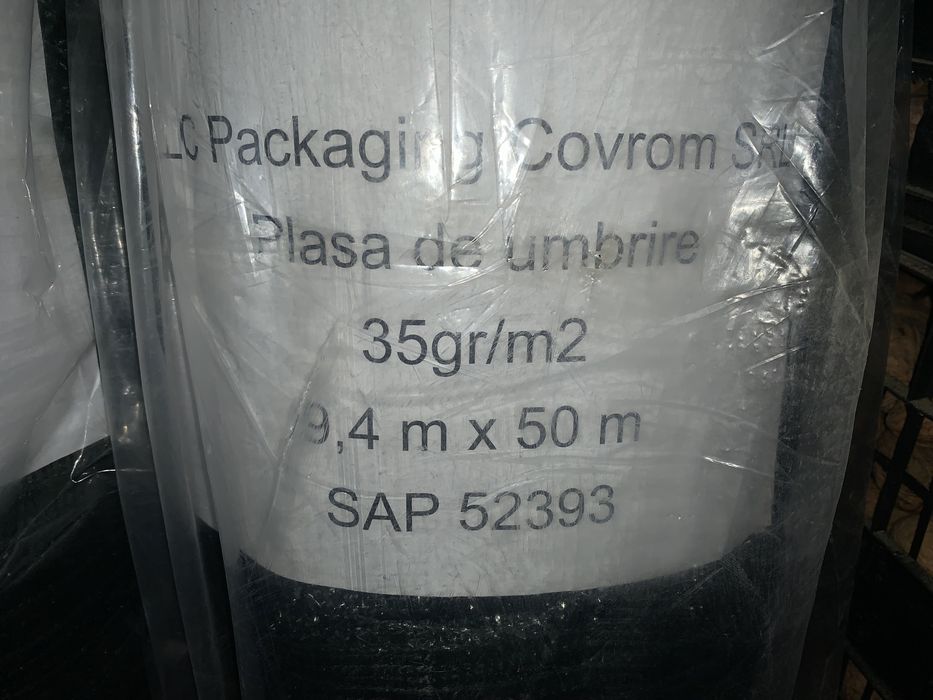 LC Packaging Covrom SRL
Plasa de umbrire
35gr/m2
9,4 m x 50 m
SAP 52393